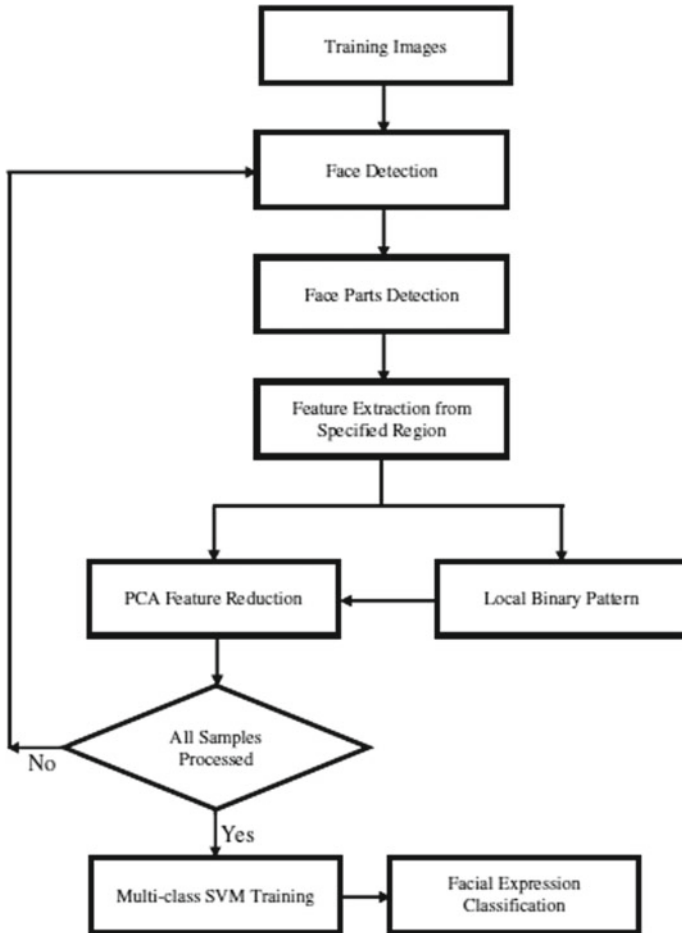 Training Images
Face Detection
Face Parts Detection
Feature Extraction from
Specified Region
PCA Feature Reduction
Local Binary Pattern
All Samples
Processed
No
Yes
Multi-class SVM Training
Facial Expression
Classification